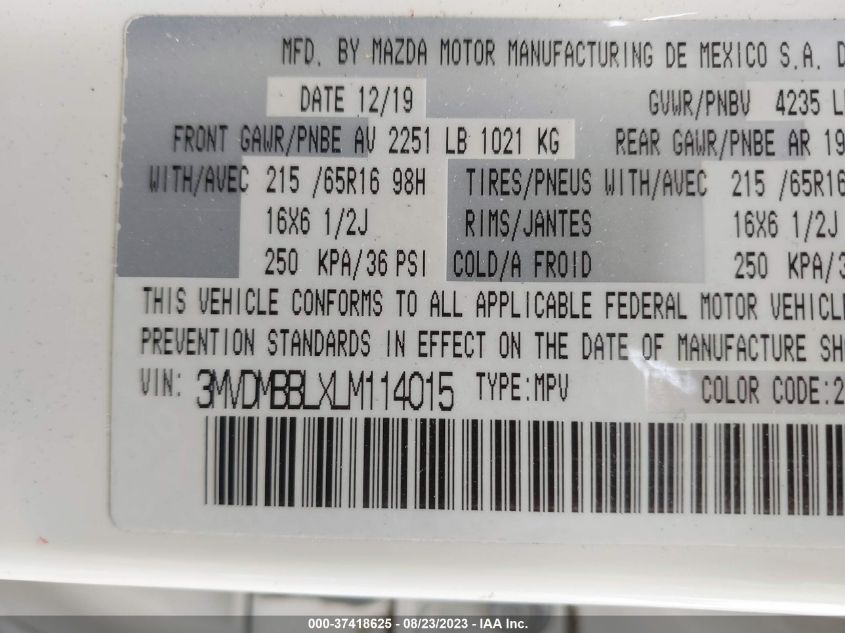 MFD. BY MAZDA MOTOR MANUFACTURING DE MEXICO S.A. D
DATE 12/19 GVWR/PNBV 4235 L
FRONT GAWR/PNBE AV 2251 LB 1021 KG REAR GAWR/PNBE AR 19
WITH/AVEC 215 /65R16 98H TIRES/PNEUS WITH/AVEC 215 /65R16
16X6 1/2J RIMS/JANTES 16X6 1/2J
250 KPA/36 PSI COLD/A FROID 250 KPA/3
THIS VEHICLE CONFORMS TO ALL APPLICABLE FEDERAL MOTOR VEHICLE
PREVENTION STANDARDS IN EFFECT ON THE DATE OF MANUFACTURE SH
VIN: 3MVDMBBLXLM114015 TYPE:MPV COLOR CODE:2
000-37418625 - 08/23/2023 - IAA Inc.